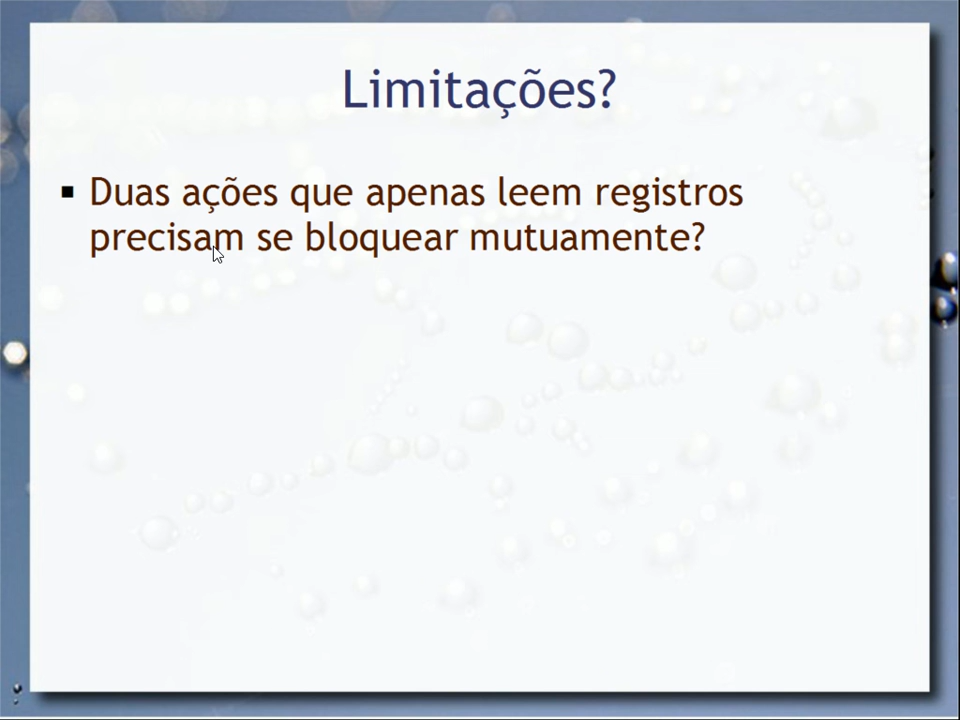 Limitações?
Duas ações que apenas leem registros
precisam se bloquear mutuamente?